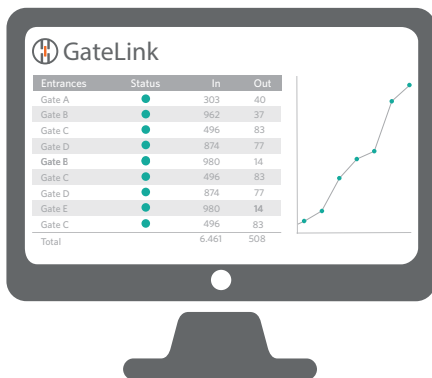 GateLink
Entrances Status In Out
Gate A 303 40
Gate B 962 37
Gate C 496 83
Gate D 874 77
Gate B 980 14
Gate C 496 83
Gate D 874 77
Gate E 980 14
Gate C 496 83
Total 6.461 508